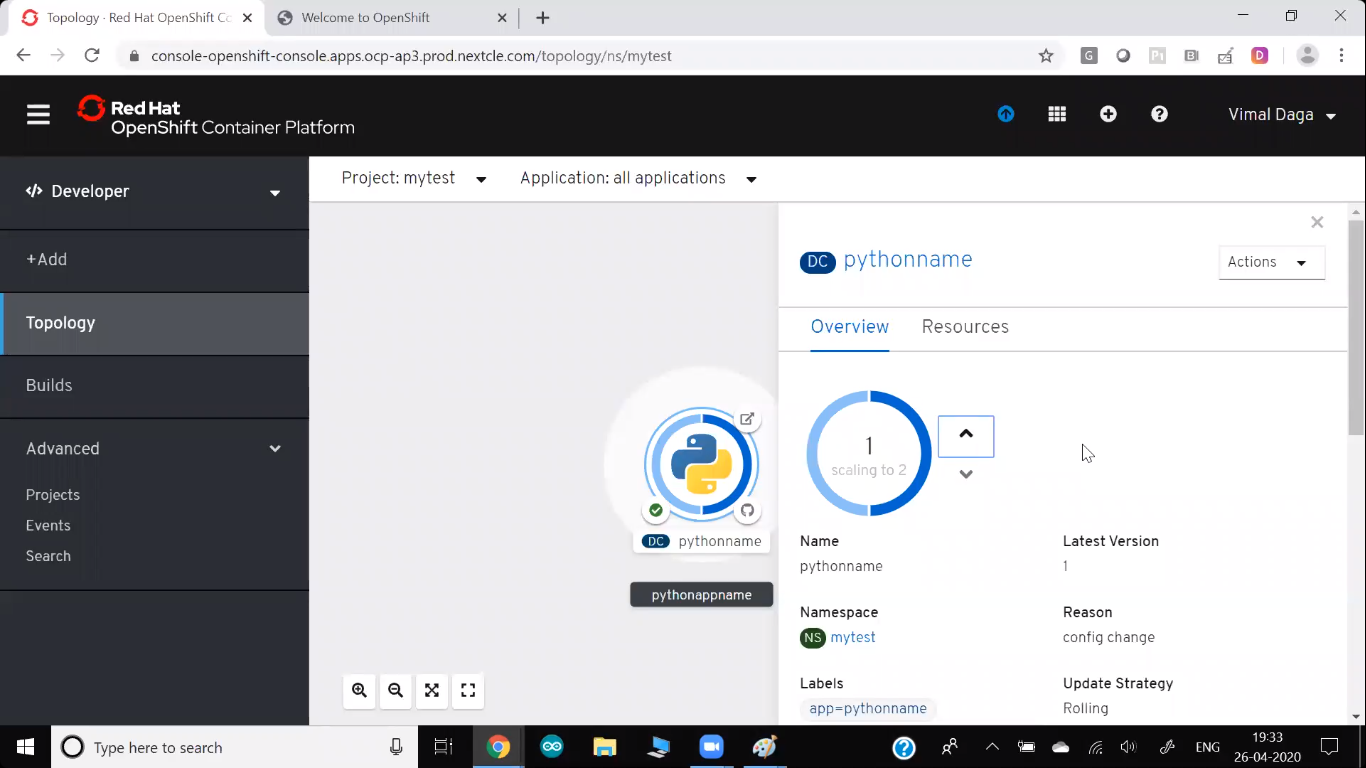 Topology · Red Hat OpenShift Co
Welcome to OpenShift
console-openshift-console.apps.ocp-ap3.prod.nextcle.com/topology/ns/mytest
Red Hat
OpenShift Container Platform
Vimal Daga
</> Developer
Project: mytest
Application: all applications
+Add
Topology
Builds
Advanced
Projects
Events
Search
DC pythonname
pythonappname
DC pythonname
Actions
Overview
Resources
1
scaling to 2
Name
pythonname
Latest Version
1
Namespace
NS mytest
Reason
config change
Labels
app=pythonname
Update Strategy
Rolling
Type here to search
ENG
19:33
26-04-2020